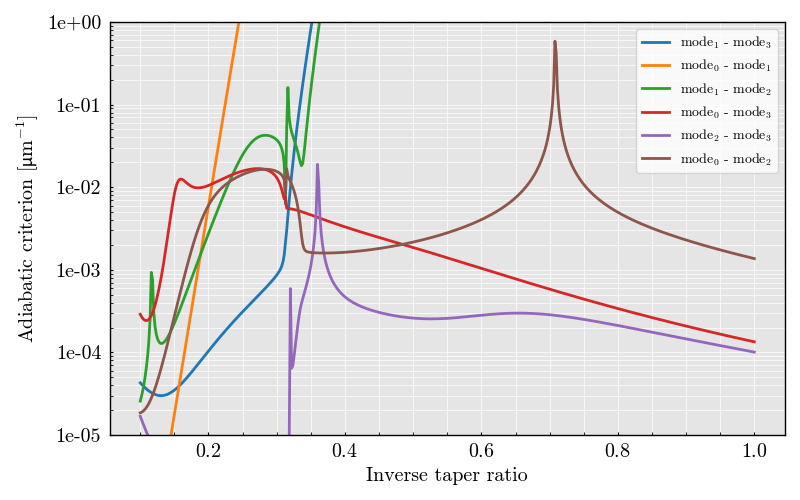 1e+00
1e-01
1e-02
1e-03
1e-04
1e-05
Adiabatic criterion [µm⁻¹]
mode₁ - mode₃
mode₀ - mode₁
mode₁ - mode₂
mode₀ - mode₃
mode₂ - mode₃
mode₀ - mode₂
0.2 0.4 0.6 0.8 1.0
Inverse taper ratio